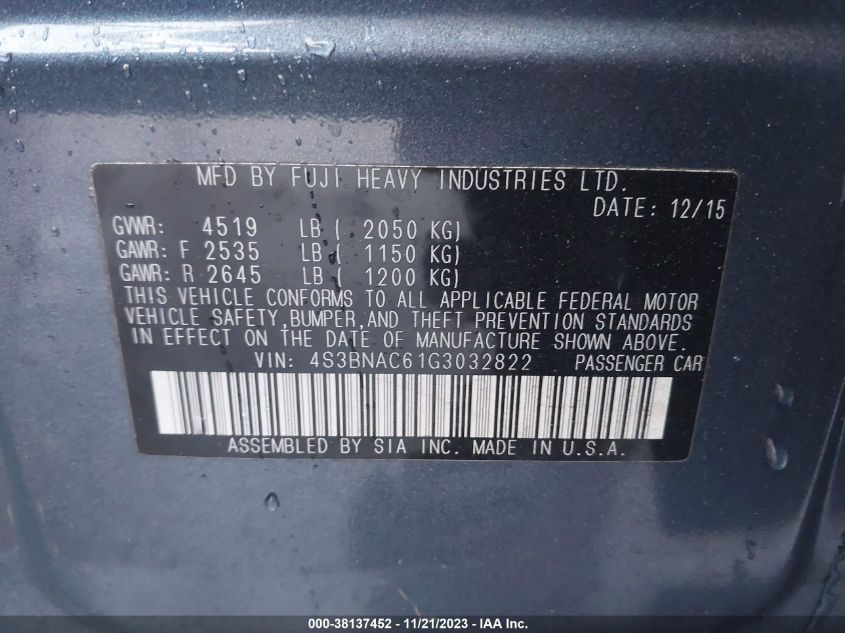 MFD BY FUJI HEAVY INDUSTRIES LTD.
DATE: 12/15
GVWR: 4519 LB ( 2050 KG)
GAWR: F 2535 LB ( 1150 KG)
GAWR: R 2645 LB ( 1200 KG)
THIS VEHICLE CONFORMS TO ALL APPLICABLE FEDERAL MOTOR
VEHICLE SAFETY,BUMPER,AND THEFT PREVENTION STANDARDS
IN EFFECT ON THE DATE OF MANUFACTURE SHOWN ABOVE.
VIN: 4S3BNAC61G3032822 PASSENGER CAR
ASSEMBLED BY SIA INC. MADE IN U.S.A.
000-38137452 - 11/21/2023 - IAA Inc.